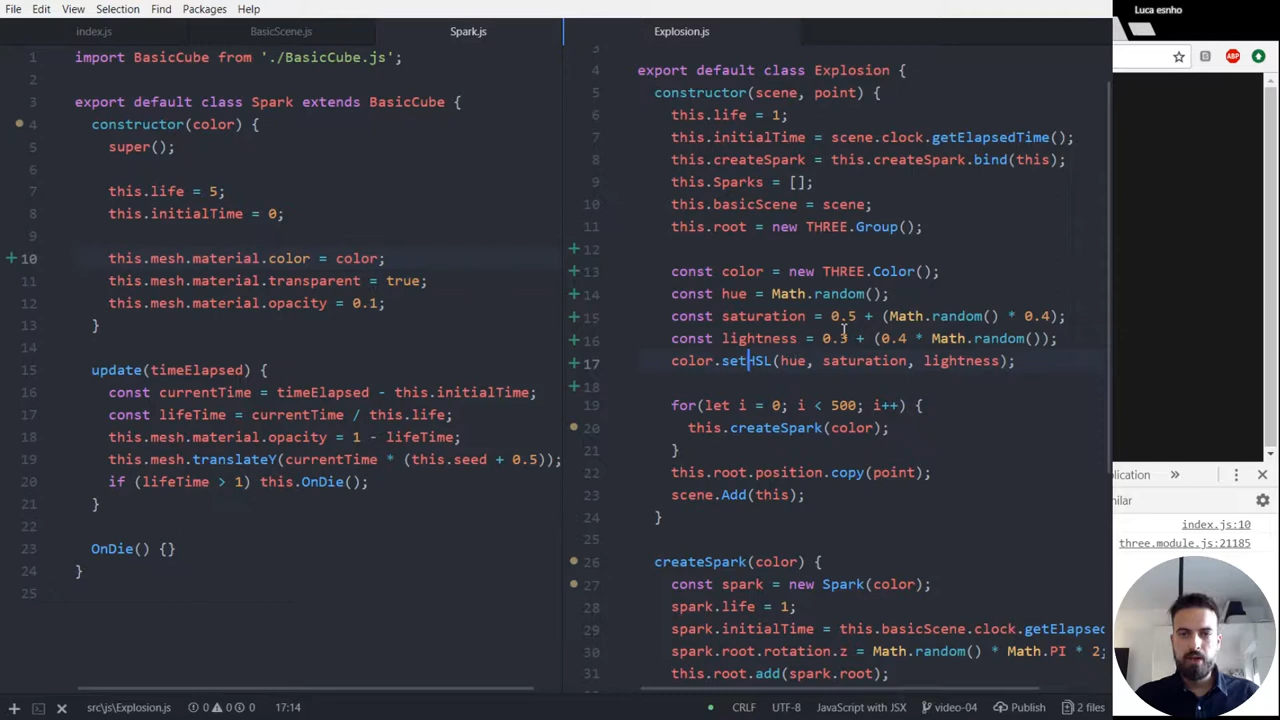 File Edit View Selection Find Packages Help
Luca esnho
index.js BasicScene.js Spark.js
1 import BasicCube from './BasicCube.js';
2
3 export default class Spark extends BasicCube {
4 constructor(color) {
5 super();
7 this.life = 5;
8 this.initialTime = 0;
9
10 this.mesh.material.color = color;
11 this.mesh.material.transparent = true;
12 this.mesh.material.opacity = 0.1;
13 }
14
15 update(timeElapsed) {
16 const currentTime = timeElapsed - this.initialTime;
17 const lifeTime = currentTime / this.life;
18 this.mesh.material.opacity = 1 - lifeTime;
19 this.mesh.translateY(currentTime * (this.seed + 0.5));
20 if (lifeTime > 1) this.OnDie();
21 }
22
23 OnDie() {}
24 }
25
Explosion.js
3
4 export default class Explosion {
5 constructor(scene, point) {
6 this.life = 1;
7 this.initialTime = scene.clock.getElapsedTime();
8 this.createSpark = this.createSpark.bind(this);
9 this.Sparks = [];
10 this.basicScene = scene;
11 this.root = new THREE.Group();
12
13 const color = new THREE.Color();
14 const hue = Math.random();
15 const saturation = 0.5 + (Math.random() * 0.4);
16 const lightness = 0.3 + (0.4 * Math.random());
17 color.setHSL(hue, saturation, lightness);
18
19 for(let i = 0; i < 500; i++) {
20 this.createSpark(color);
21 }
22 this.root.position.copy(point);
23 scene.Add(this);
24 }
25
26 createSpark(color) {
27 const spark = new Spark(color);
28 spark.life = 1;
29 spark.initialTime = this.basicScene.clock.getElapsed
30 spark.root.rotation.z = Math.random() * Math.PI * 2;
31 this.root.add(spark.root);
ABP
plication »
milar
index.js:10
three.module.js:21185
src\js\Explosion.js 0 0 0 17:14
CRLF UTF-8 JavaScript with JSX video-04 Publish 2 files